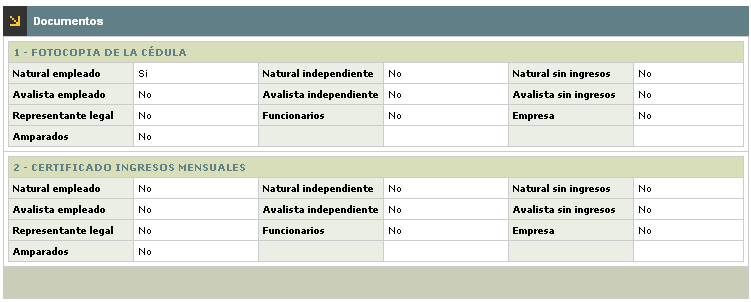 Documentos
1 - FOTOCOPIA DE LA CÉDULA
Natural empleado Si Natural independiente No Natural sin ingresos No
Avalista empleado No Avalista independiente No Avalista sin ingresos No
Representante legal No Funcionarios No Empresa No
Amparados No
2 - CERTIFICADO INGRESOS MENSUALES
Natural empleado No Natural independiente No Natural sin ingresos No
Avalista empleado No Avalista independiente No Avalista sin ingresos No
Representante legal No Funcionarios No Empresa No
Amparados No